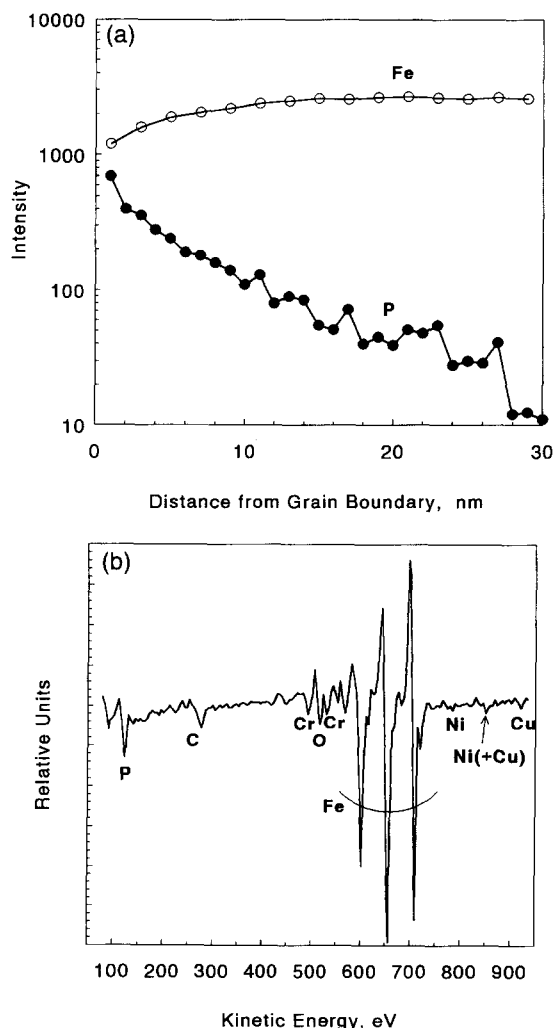 (a)
10000
1000
100
10
Intensity
Fe
P
0 10 20 30
Distance from Grain Boundary, nm
(b)
Relative Units
P
C
Cr
O
Cr
Fe
Ni
Ni(+Cu)
Cu
100 200 300 400 500 600 700 800 900
Kinetic Energy, eV